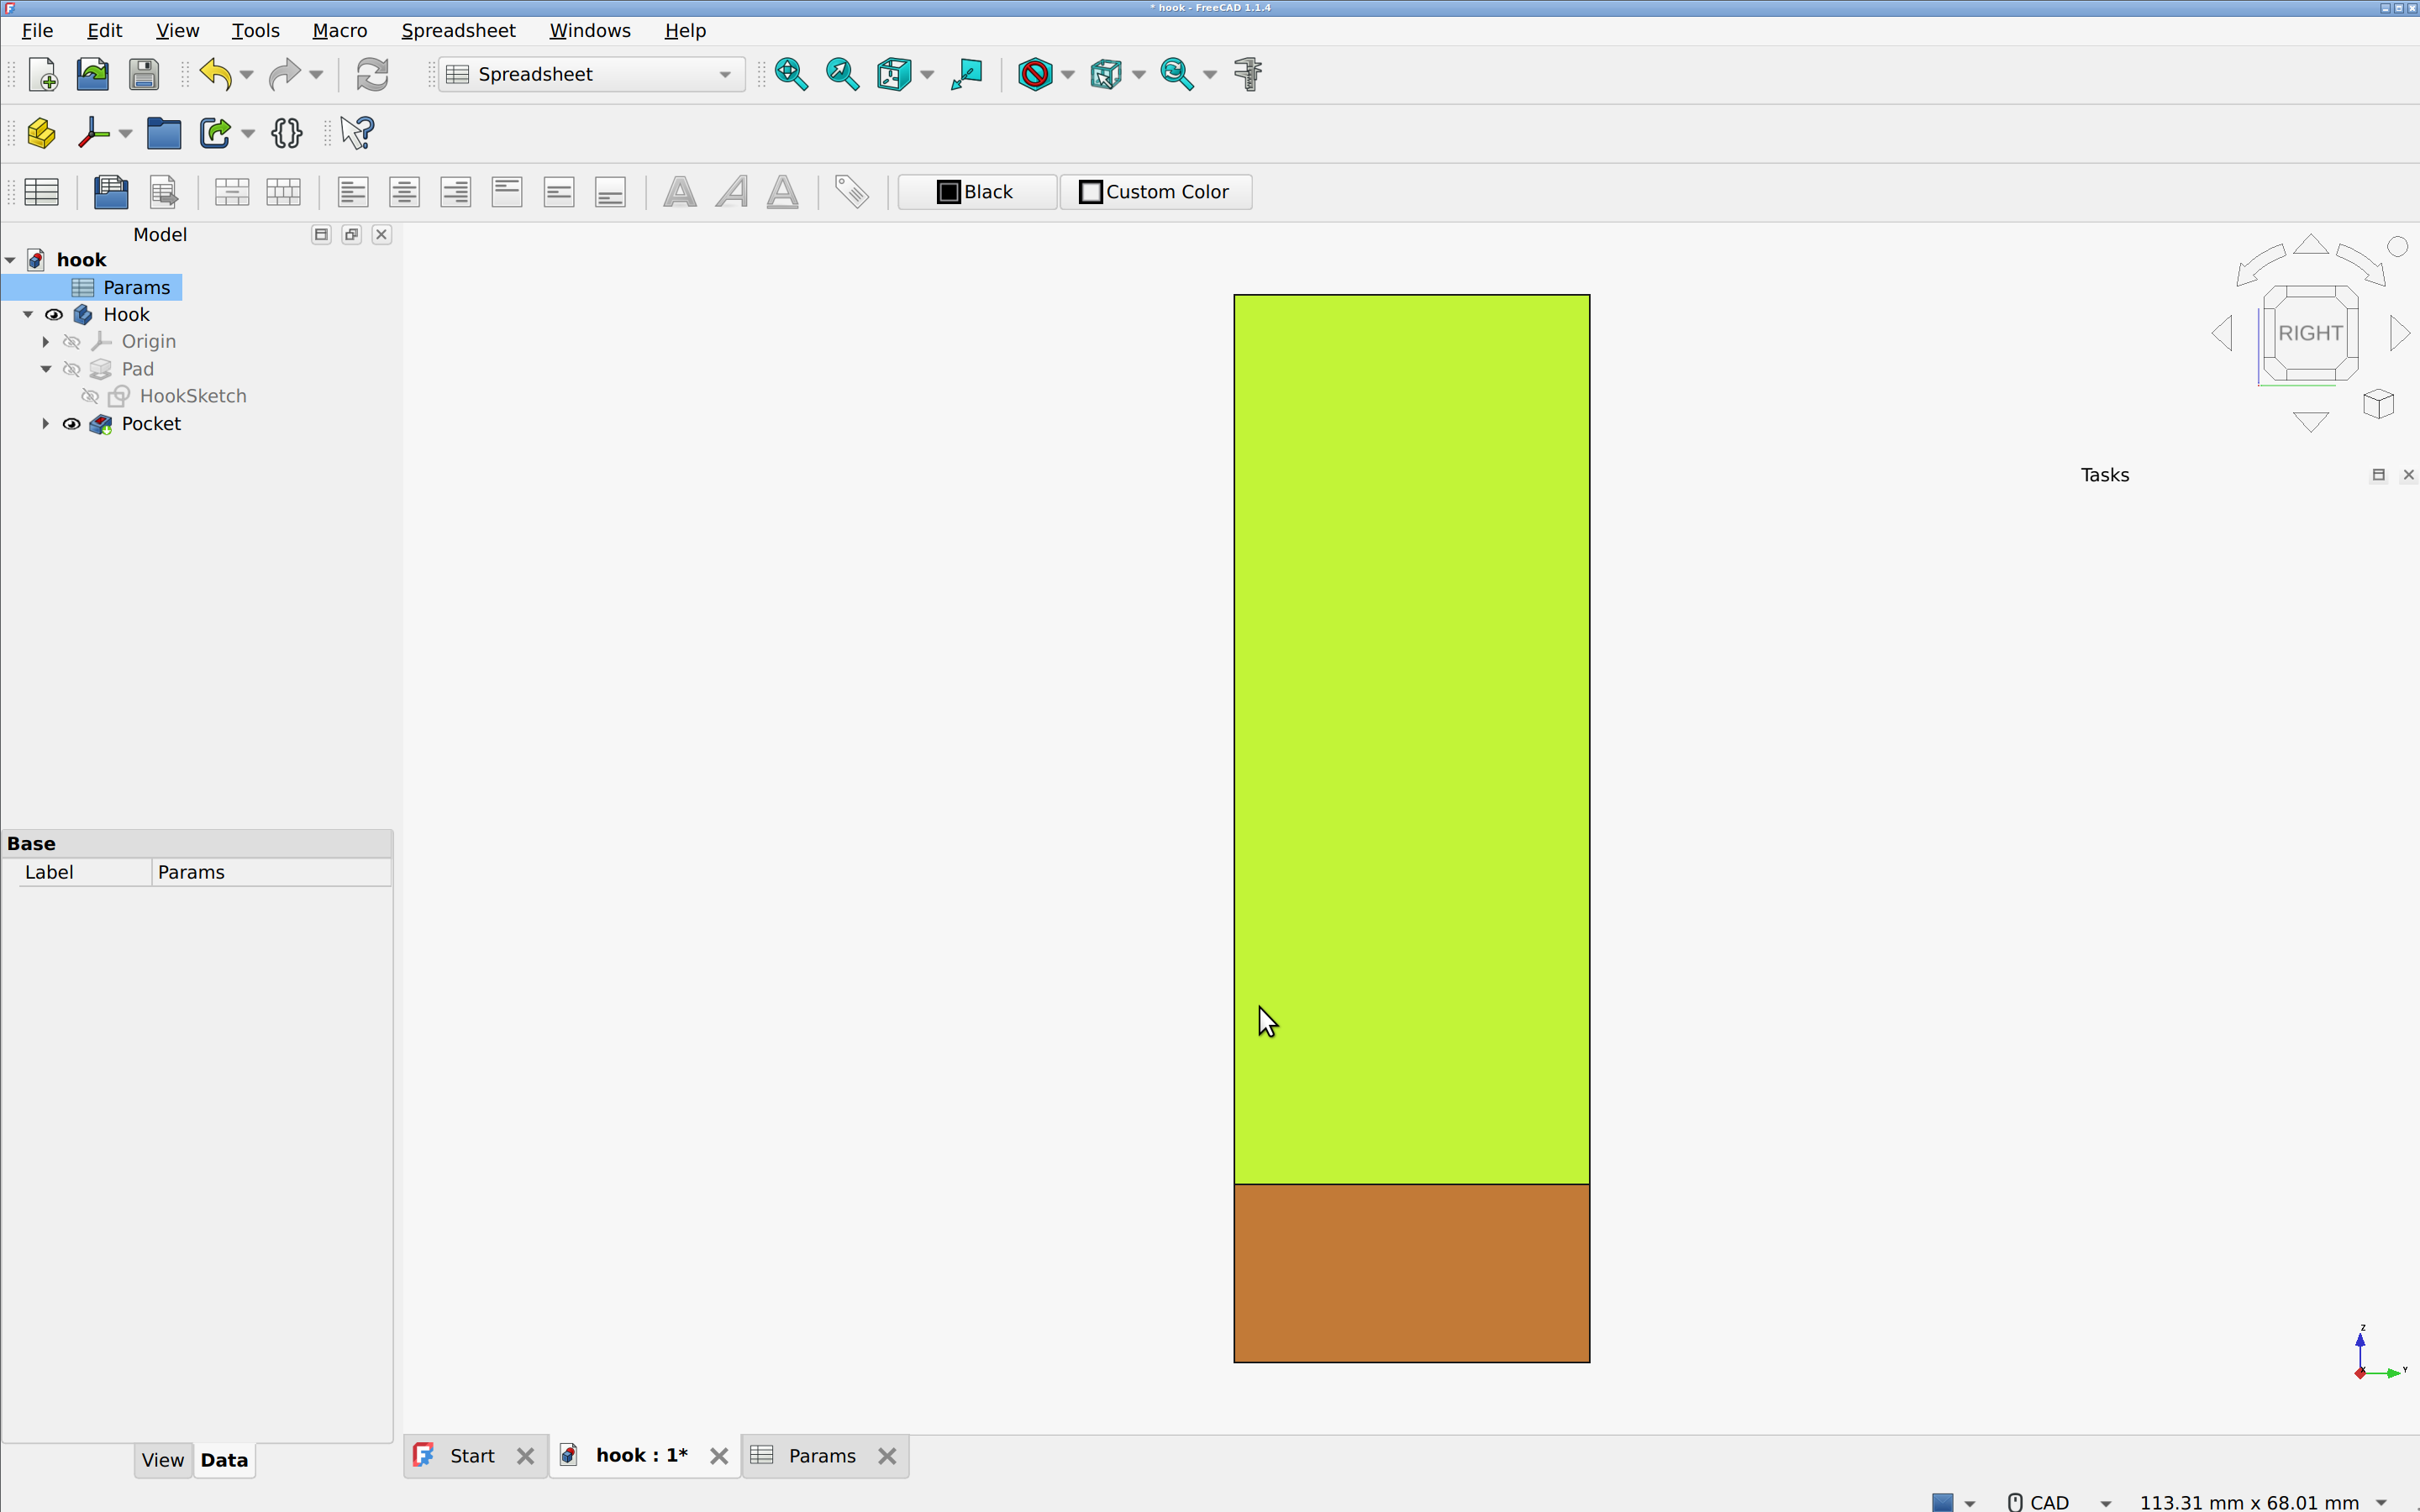 * hook - FreeCAD 1.1.4
File Edit View Tools Macro Spreadsheet Windows Help
Spreadsheet
Black Custom Color
Model
hook
Params
Hook
Origin
Pad
HookSketch
Pocket
RIGHT
Tasks
Base
Label Params
Z
Y
View Data
Start hook : 1* Params
CAD 113.31 mm x 68.01 mm